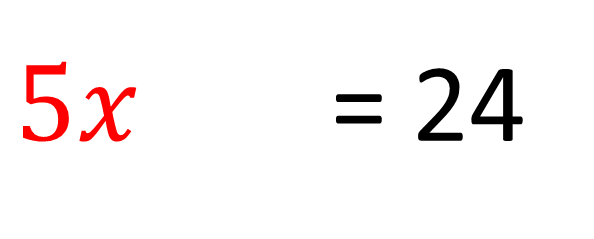 5x = 24